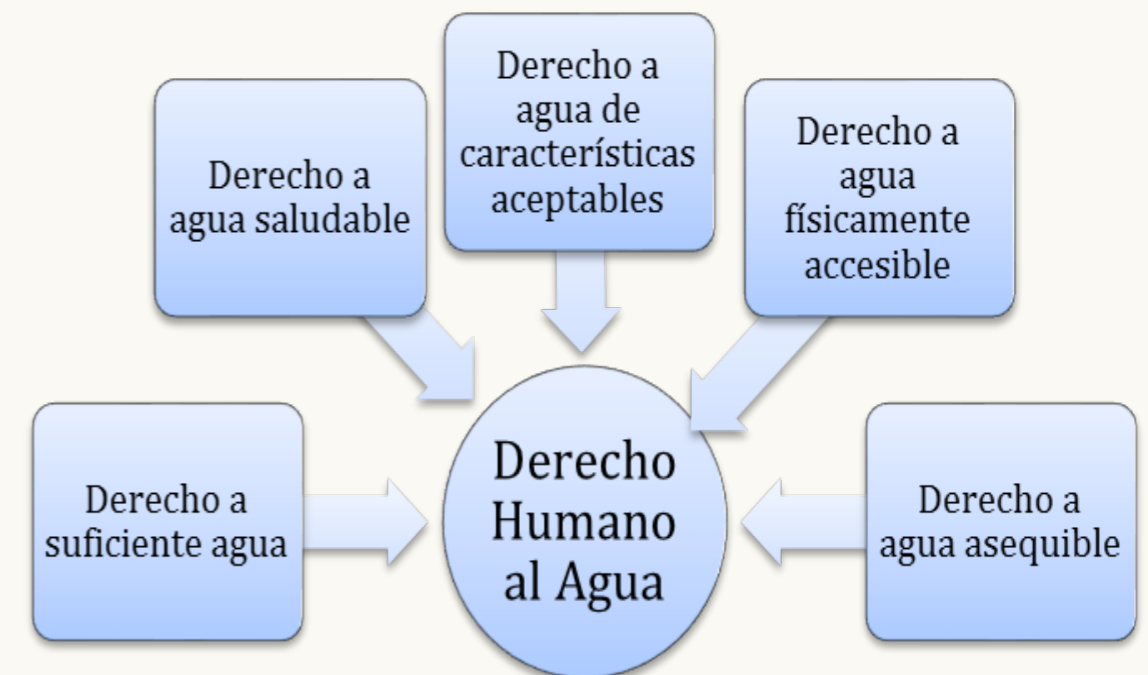 Derecho a
suficiente agua
Derecho a
agua saludable
Derecho a
agua de
características
aceptables
Derecho a
agua
físicamente
accesible
Derecho a
agua asequible
Derecho
Humano
al Agua